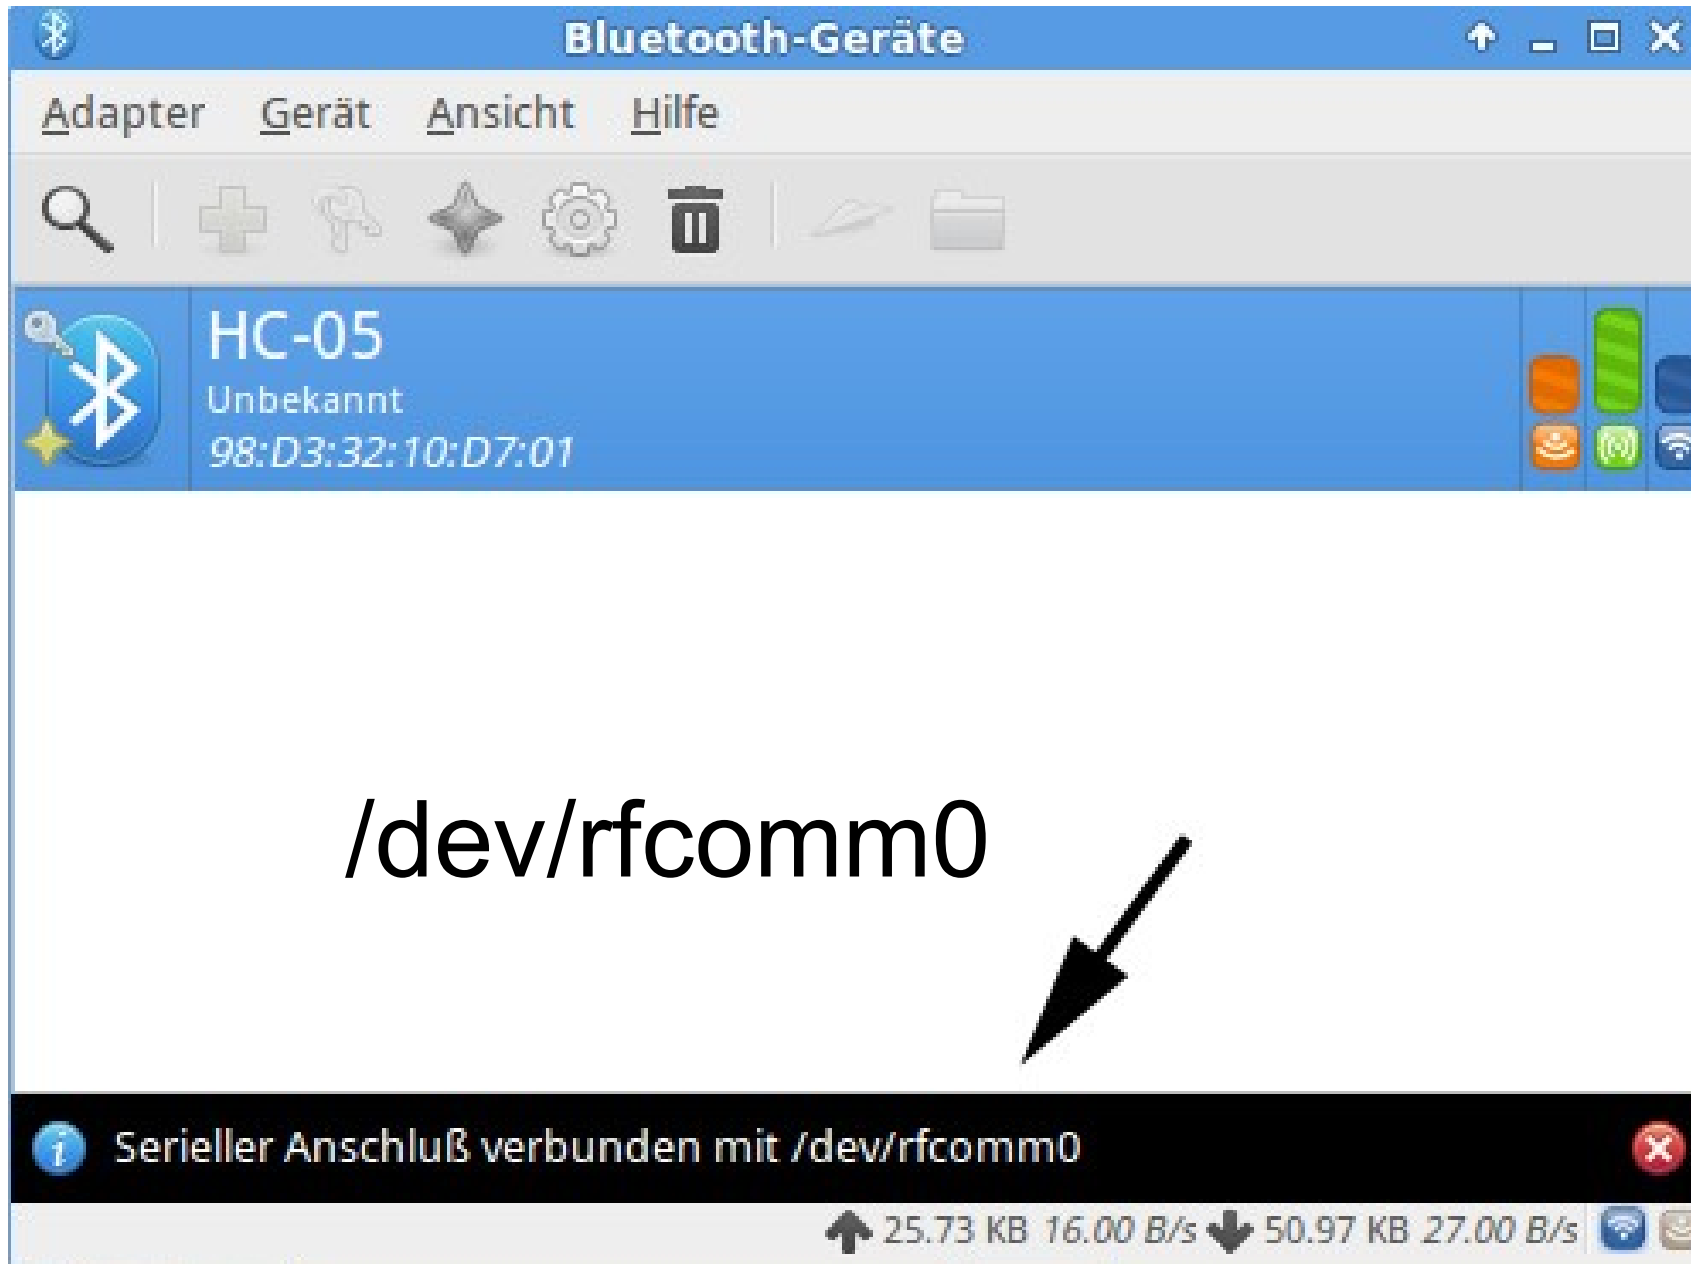 Bluetooth-Geräte
Adapter Gerät Ansicht Hilfe
HC-05
Unbekannt
98:D3:32:10:D7:01
/dev/rfcomm0
Serieller Anschluß verbunden mit /dev/rfcomm0
25.73 KB 16.00 B/s 50.97 KB 27.00 B/s